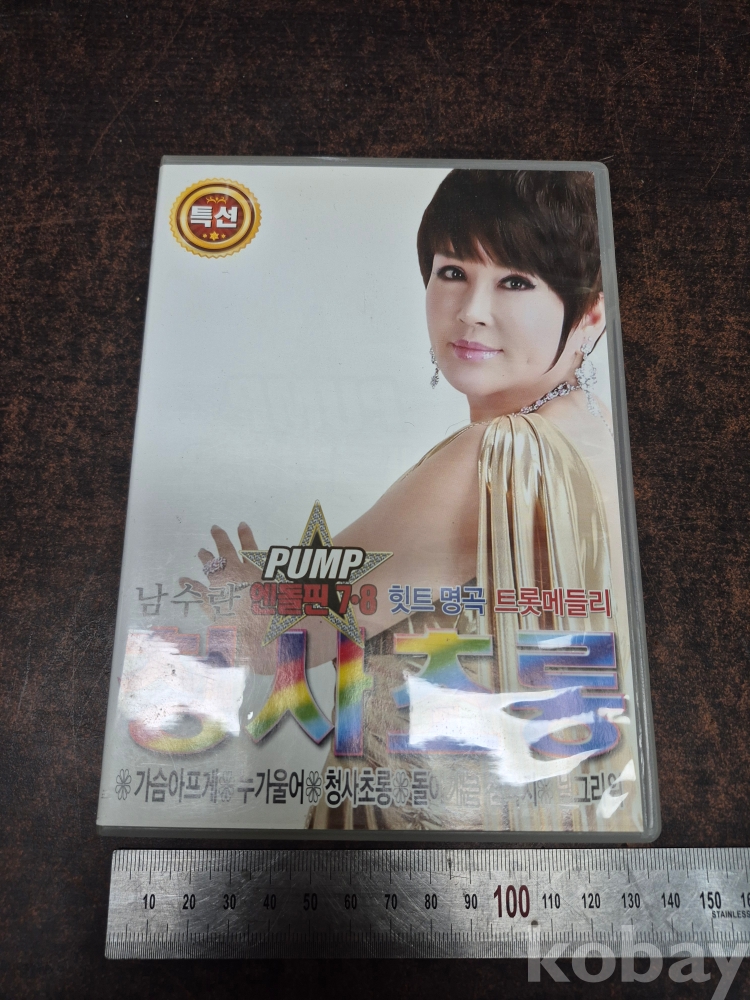 특선
PUMP
남수란 엔돌핀 7·8 힛트 명곡 트롯메들리
청사초롱
가슴아프게 누가울어 청사초롱
10 20 30 40 50 60 70 80 90 100 110 120 130 140 150
STAINLESS
kobay